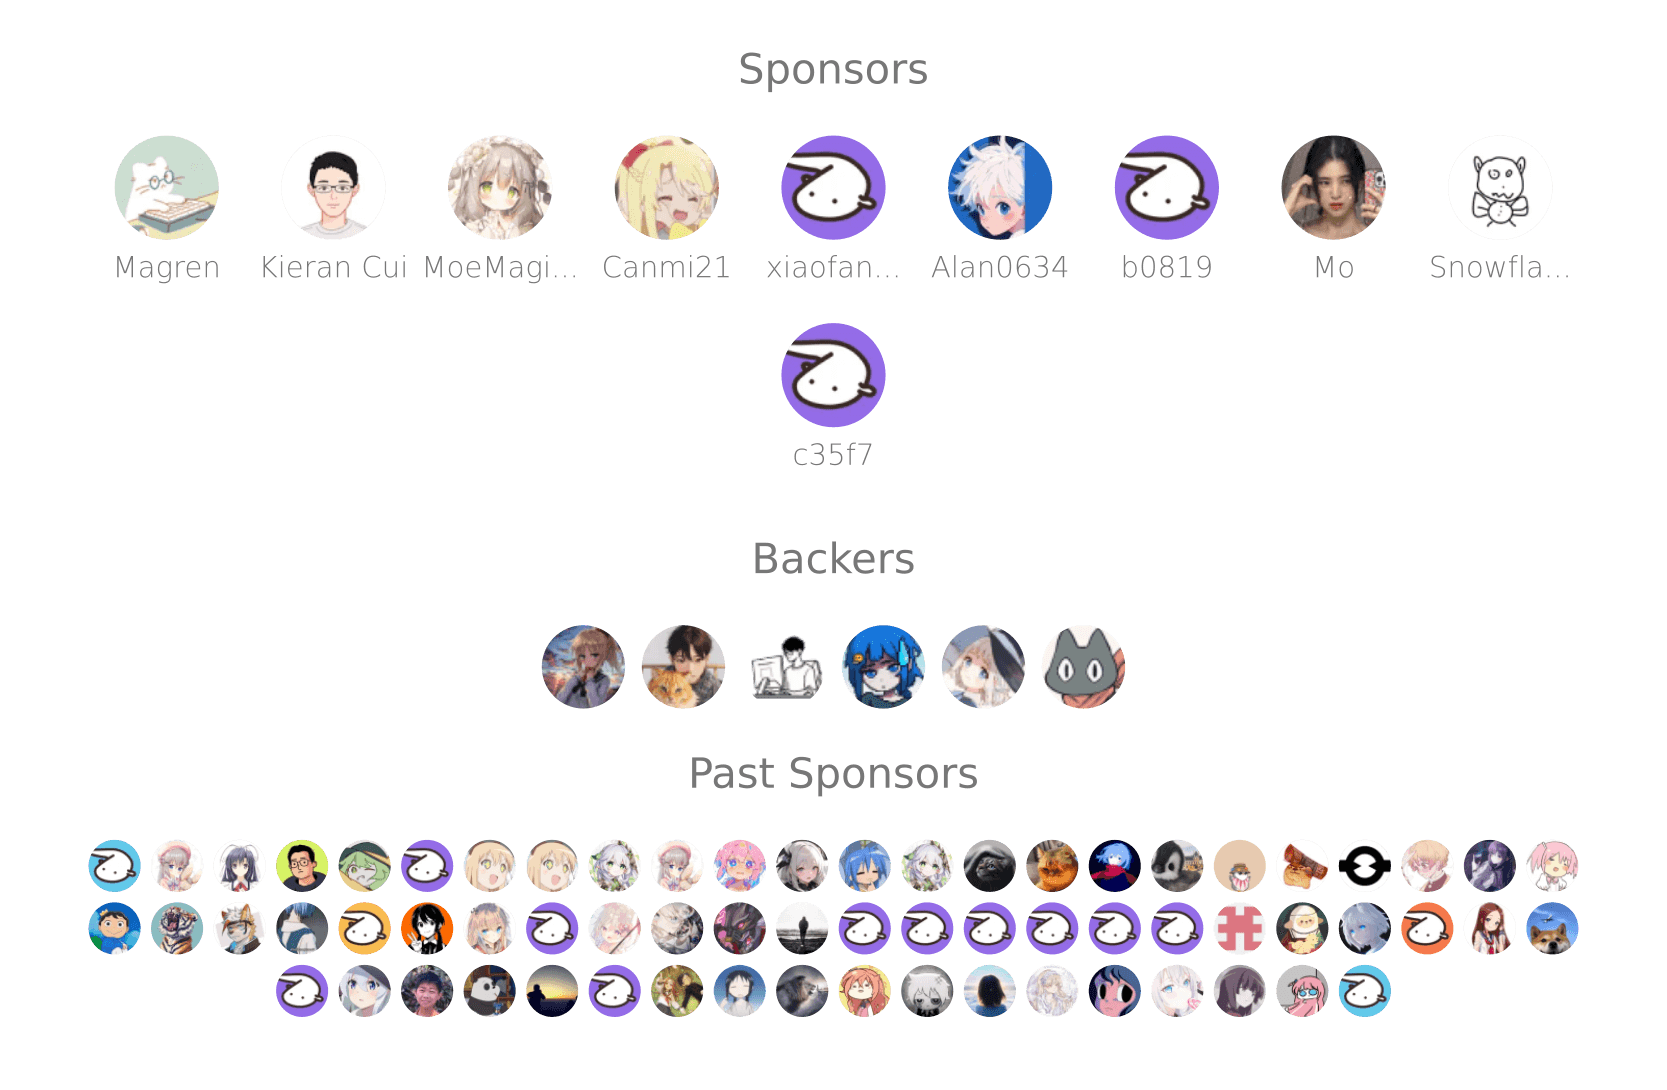 Sponsors
Magren Kieran Cui MoeMagi... Canmi21 xiaofan... Alan0634 b0819 Mo Snowfla...
c35f7
Backers
Past Sponsors